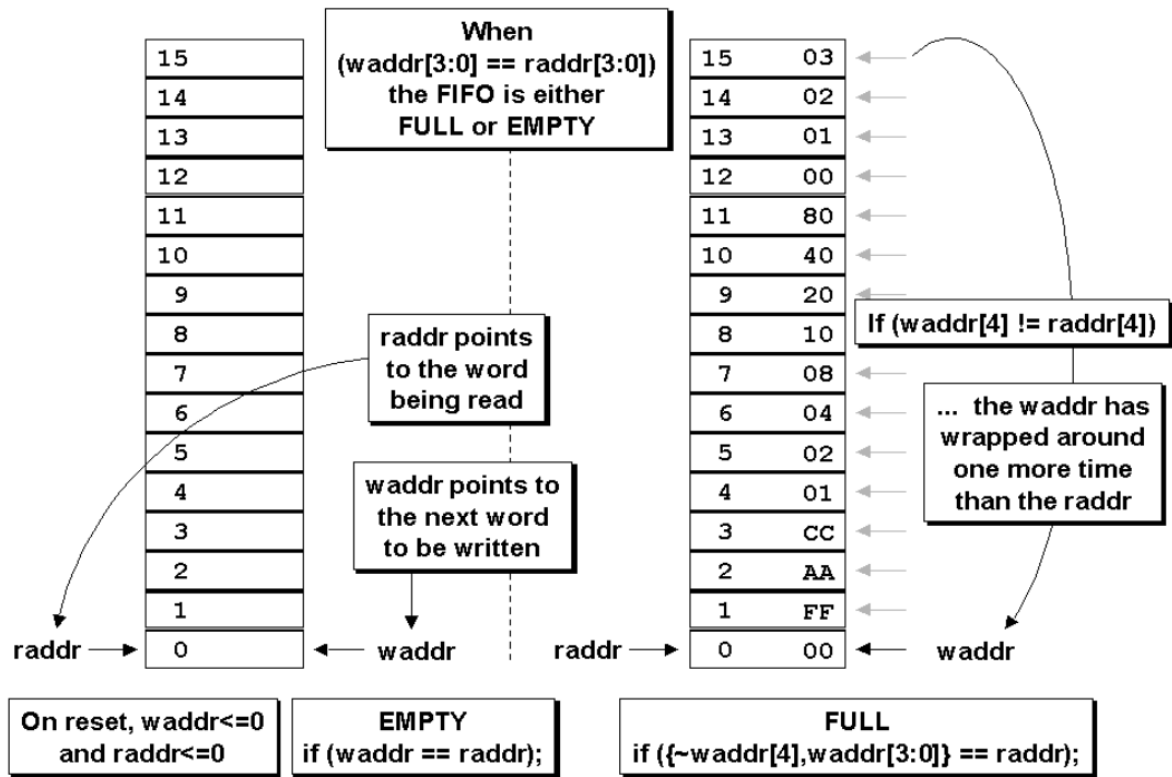 When
(waddr[3:0] == raddr[3:0])
the FIFO is either
FULL or EMPTY
15
14
13
12
11
10
9
8
7
6
5
4
3
2
1
0
raddr points
to the word
being read
waddr points to
the next word
to be written
raddr
waddr
On reset, waddr<=0
and raddr<=0
EMPTY
if (waddr == raddr);
15 03
14 02
13 01
12 00
11 80
10 40
9 20
8 10
7 08
6 04
5 02
4 01
3 CC
2 AA
1 FF
0 00
If (waddr[4] != raddr[4])
... the waddr has
wrapped around
one more time
than the raddr
raddr
waddr
FULL
if ({~waddr[4],waddr[3:0]} == raddr);